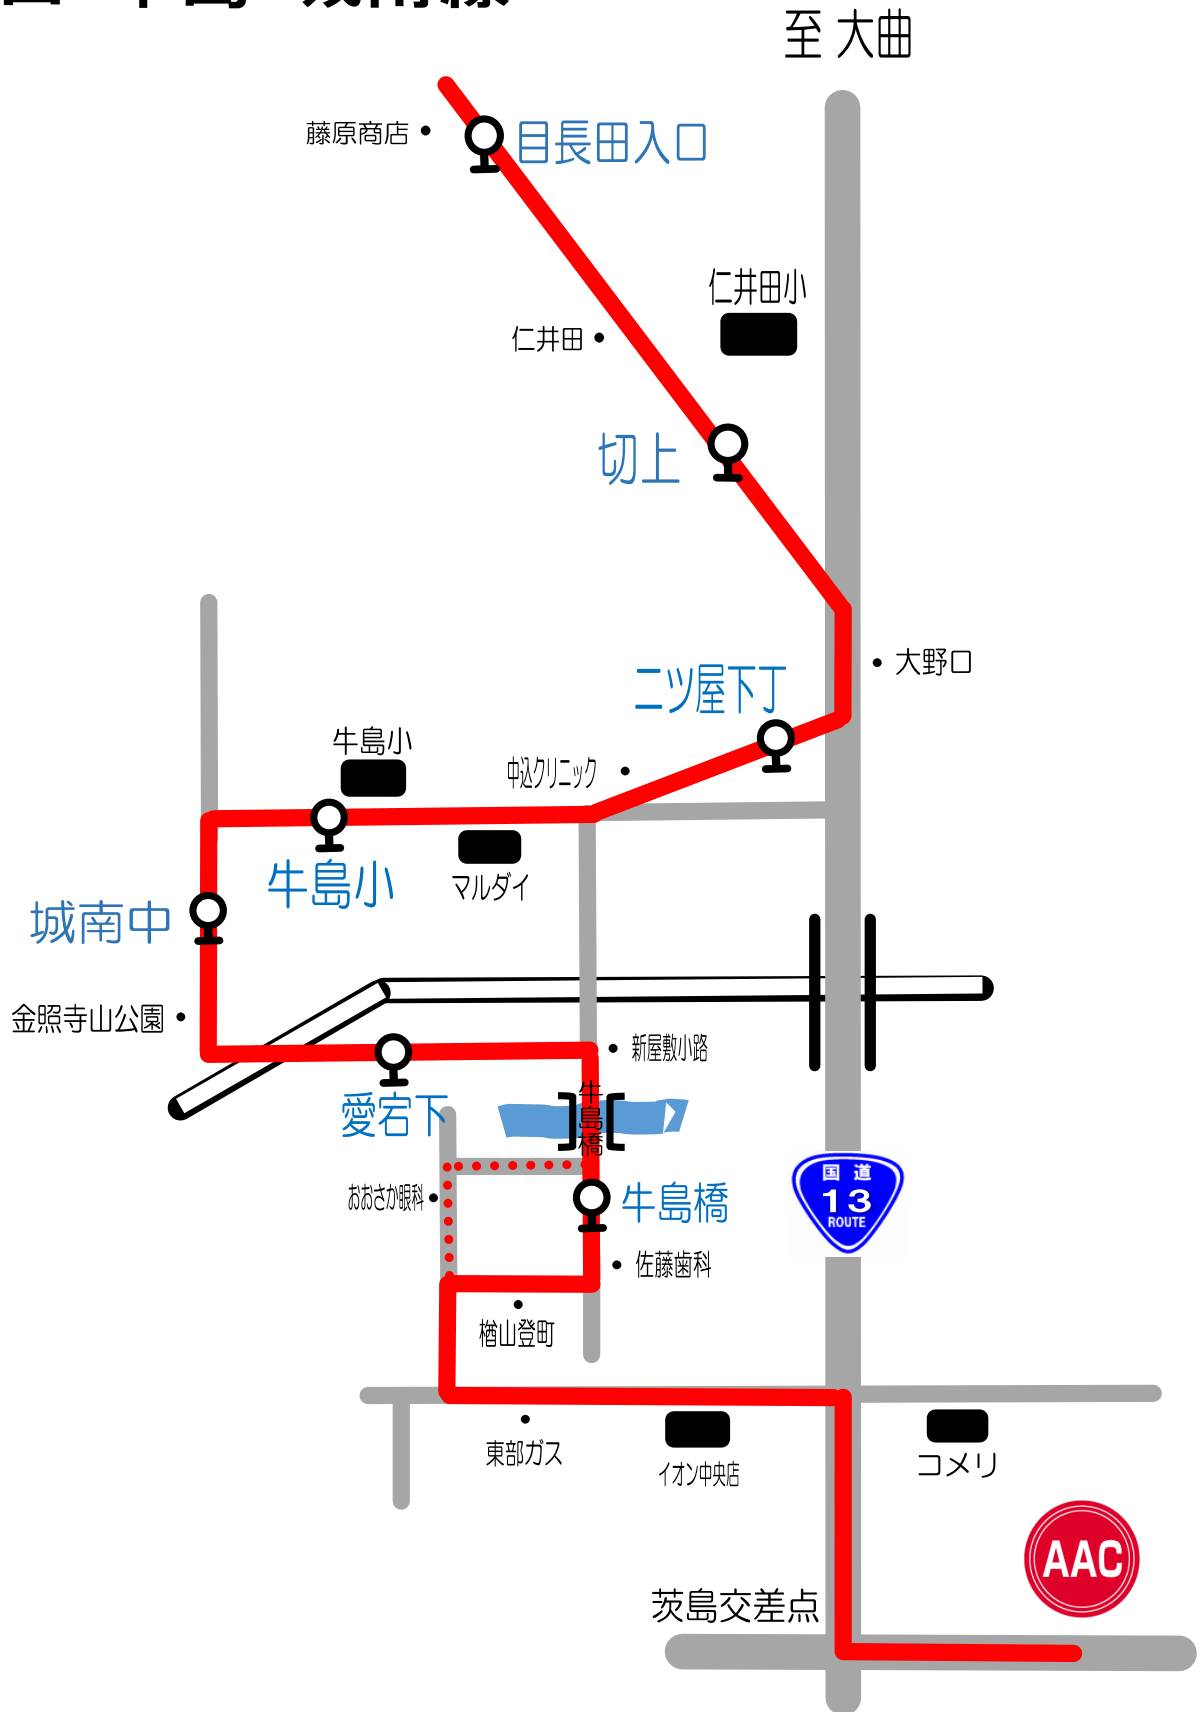 至 大曲
藤原商店
目長田入口
仁井田小
仁井田
切上
大野口
二ツ屋下丁
牛島小
中込クリニック
牛島小
マルダイ
城南中
金照寺山公園
新屋敷小路
愛宕下
牛島橋
国道
13
ROUTE
おおさか眼科
牛島橋
佐藤歯科
楢山登町
東部ガス
イオン中央店
コメリ
AAC
茨島交差点